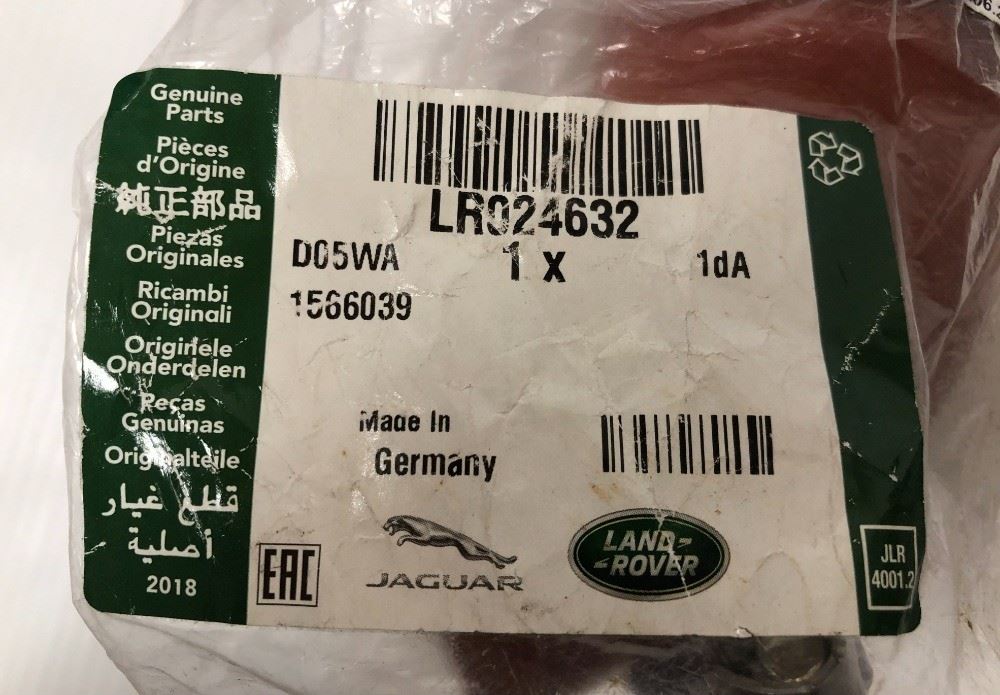 Genuine
Parts
Pièces
d'Origine
純正部品
Piezas
Originales
Ricambi
Originali
Originele
Onderdelen
Peças
Genuinas
Originalteile
قطع غيار
أصلية
2018
LR024632
D05WA
1 X
1dA
1566039
Made In
Germany
EAC
JAGUAR
LAND-
-ROVER
JLR
4001.2